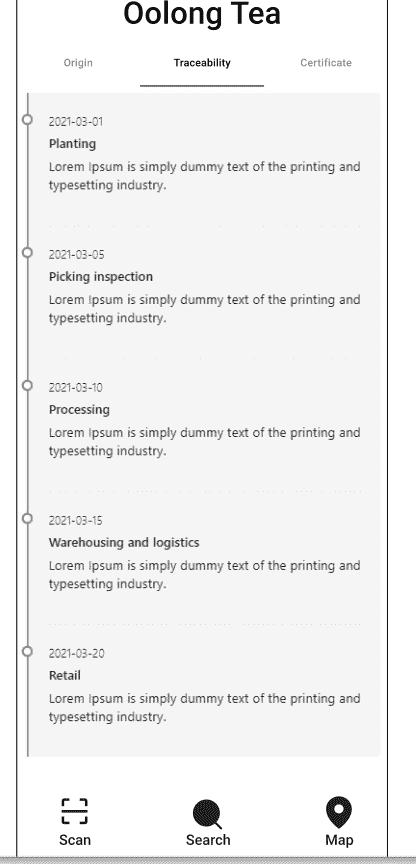 Oolong Tea
Origin
Traceability
Certificate
2021-03-01
Planting
Lorem Ipsum is simply dummy text of the printing and
typesetting industry.
2021-03-05
Picking inspection
Lorem Ipsum is simply dummy text of the printing and
typesetting industry.
2021-03-10
Processing
Lorem Ipsum is simply dummy text of the printing and
typesetting industry.
2021-03-15
Warehousing and logistics
Lorem Ipsum is simply dummy text of the printing and
typesetting industry.
2021-03-20
Retail
Lorem Ipsum is simply dummy text of the printing and
typesetting industry.
Scan
Search
Map